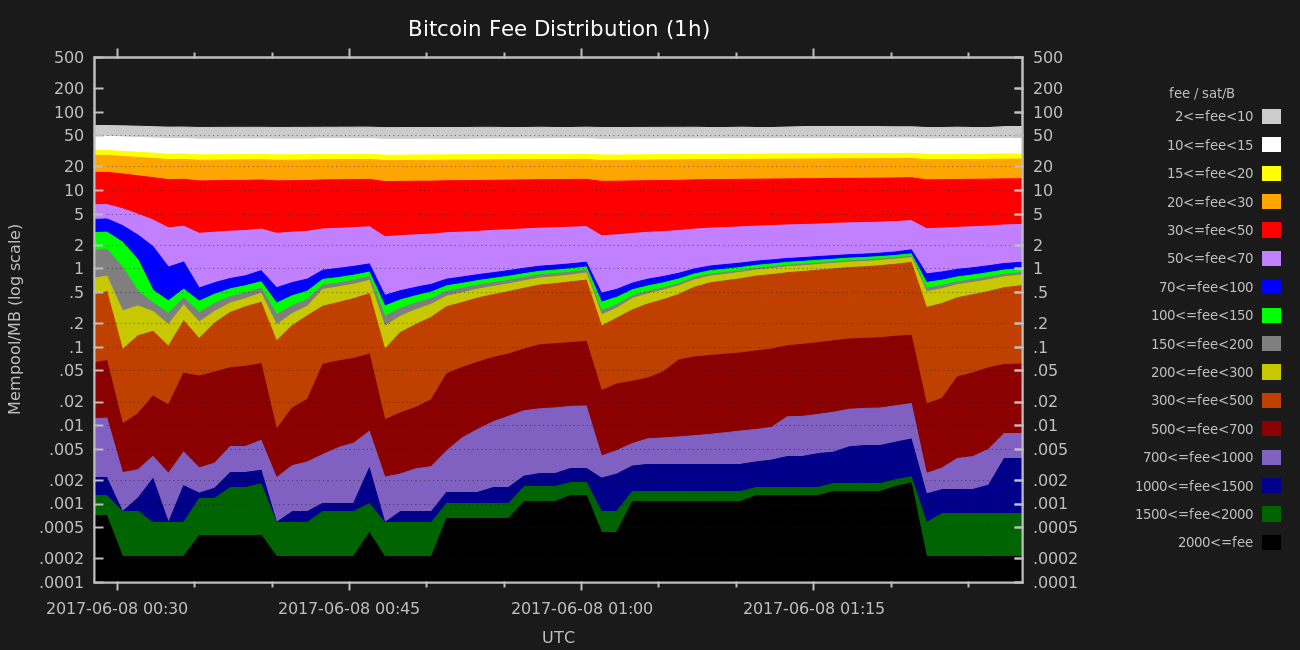 Bitcoin Fee Distribution (1h)
500 500
200 200
100 100
50 50
20 20
10 10
5 5
2 2
1 1
.5 .5
.2 .2
.1 .1
.05 .05
.02 .02
.01 .01
.005 .005
.002 .002
.001 .001
.0005 .0005
.0002 .0002
.0001 .0001
Mempool/MB (log scale)
2017-06-08 00:30 2017-06-08 00:45 2017-06-08 01:00 2017-06-08 01:15
UTC
fee / sat/B
2<=fee<10
10<=fee<15
15<=fee<20
20<=fee<30
30<=fee<50
50<=fee<70
70<=fee<100
100<=fee<150
150<=fee<200
200<=fee<300
300<=fee<500
500<=fee<700
700<=fee<1000
1000<=fee<1500
1500<=fee<2000
2000<=fee